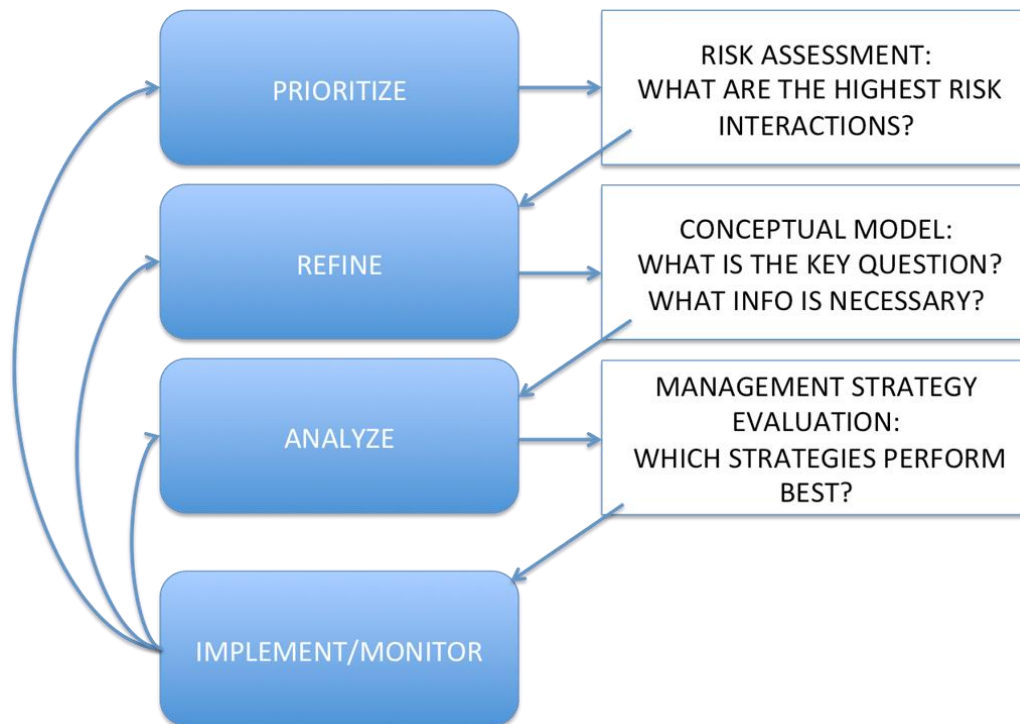 PRIORITIZE
RISK ASSESSMENT:
WHAT ARE THE HIGHEST RISK
INTERACTIONS?
REFINE
CONCEPTUAL MODEL:
WHAT IS THE KEY QUESTION?
WHAT INFO IS NECESSARY?
ANALYZE
MANAGEMENT STRATEGY
EVALUATION:
WHICH STRATEGIES PERFORM
BEST?
IMPLEMENT/MONITOR